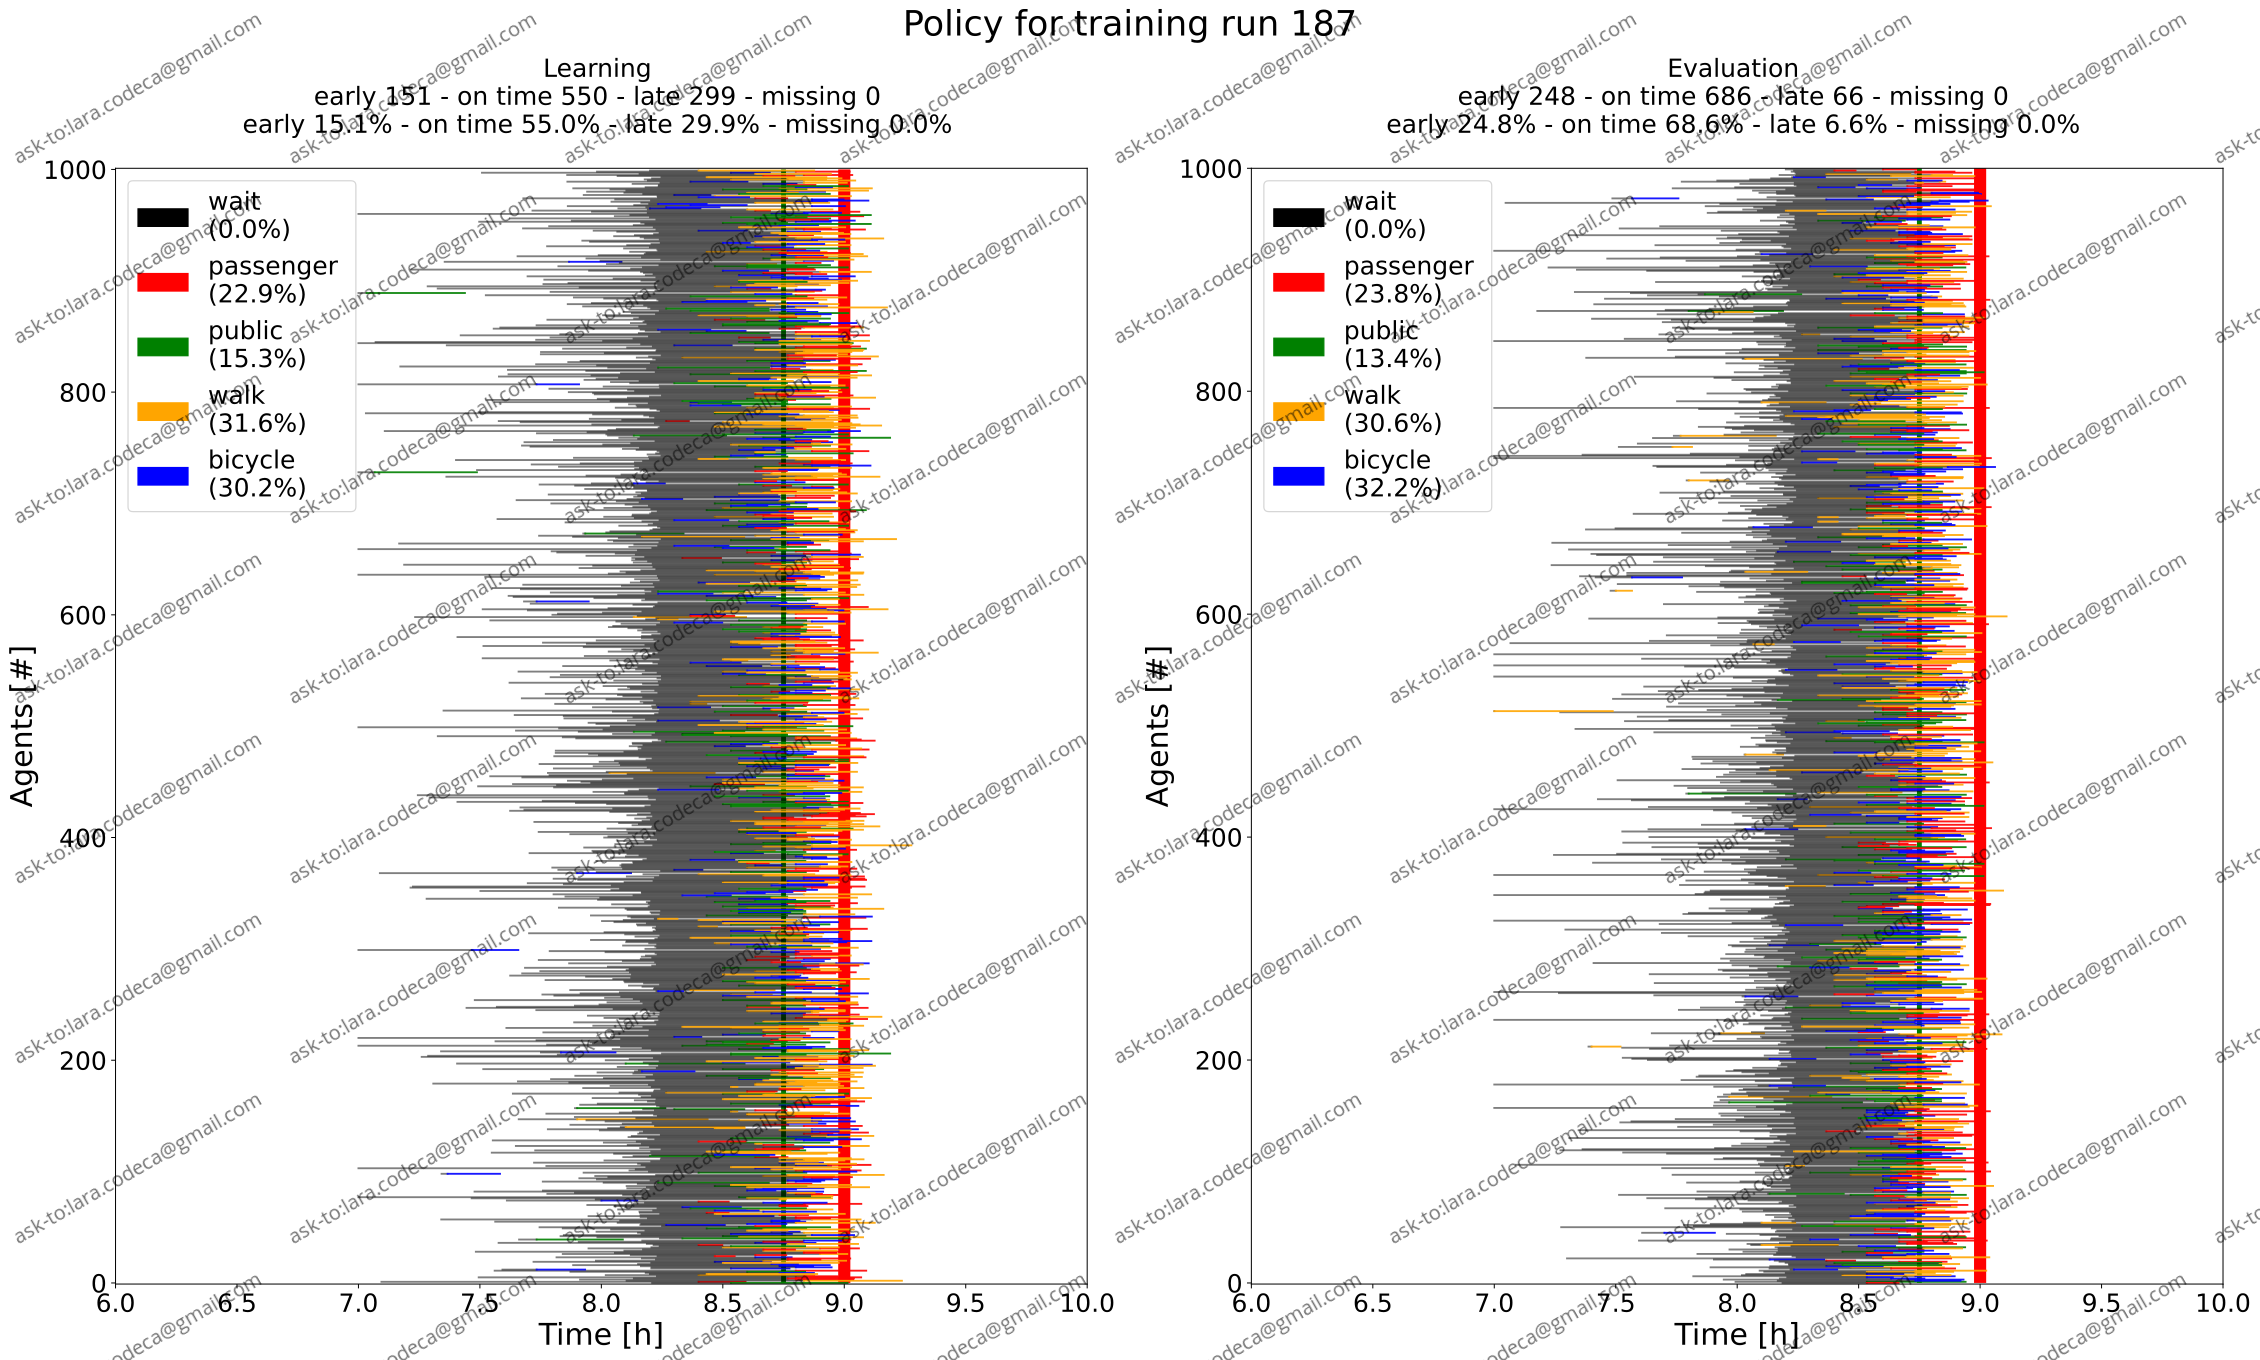 Policy for training run 187
Learning
early 151 - on time 550 - late 299 - missing 0
early 15.1% - on time 55.0% - late 29.9% - missing 0.0%
1000
800
600
400
200
0
Agents [#]
wait
(0.0%)
passenger
(22.9%)
public
(15.3%)
walk
(31.6%)
bicycle
(30.2%)
6.0 6.5 7.0 7.5 8.0 8.5 9.0 9.5 10.0
Time [h]
Evaluation
early 248 - on time 686 - late 66 - missing 0
early 24.8% - on time 68.6% - late 6.6% - missing 0.0%
1000
800
600
400
200
0
Agents [#]
wait
(0.0%)
passenger
(23.8%)
public
(13.4%)
walk
(30.6%)
bicycle
(32.2%)
6.0 6.5 7.0 7.5 8.0 8.5 9.0 9.5 10.0
Time [h]
ask-to:lara.codeca@gmail.com